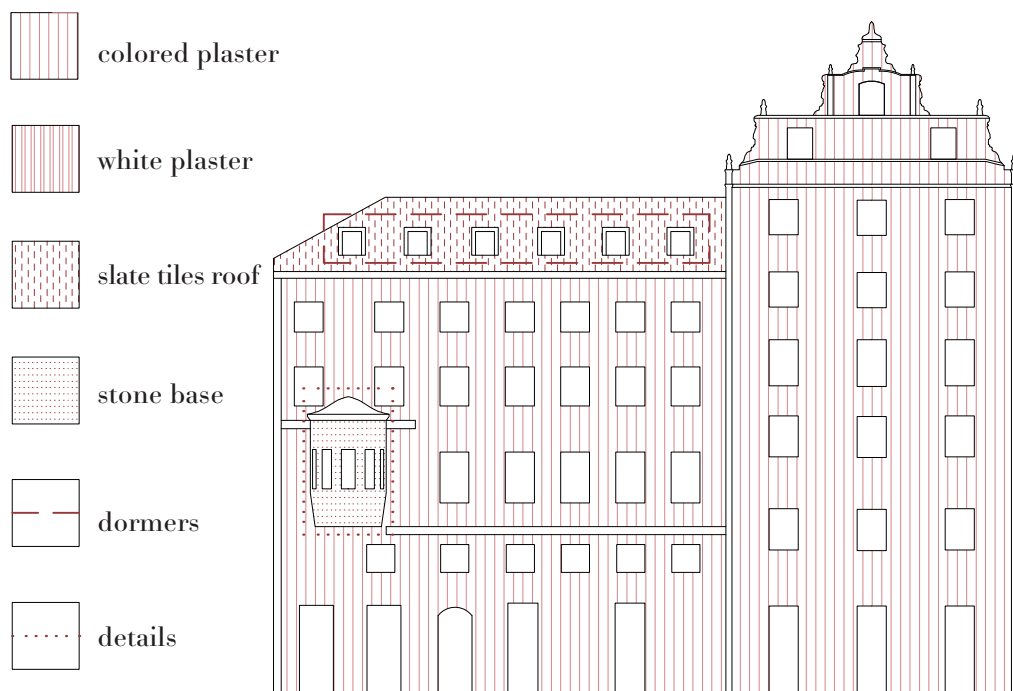 colored plaster
white plaster
slate tiles roof
stone base
dormers
details